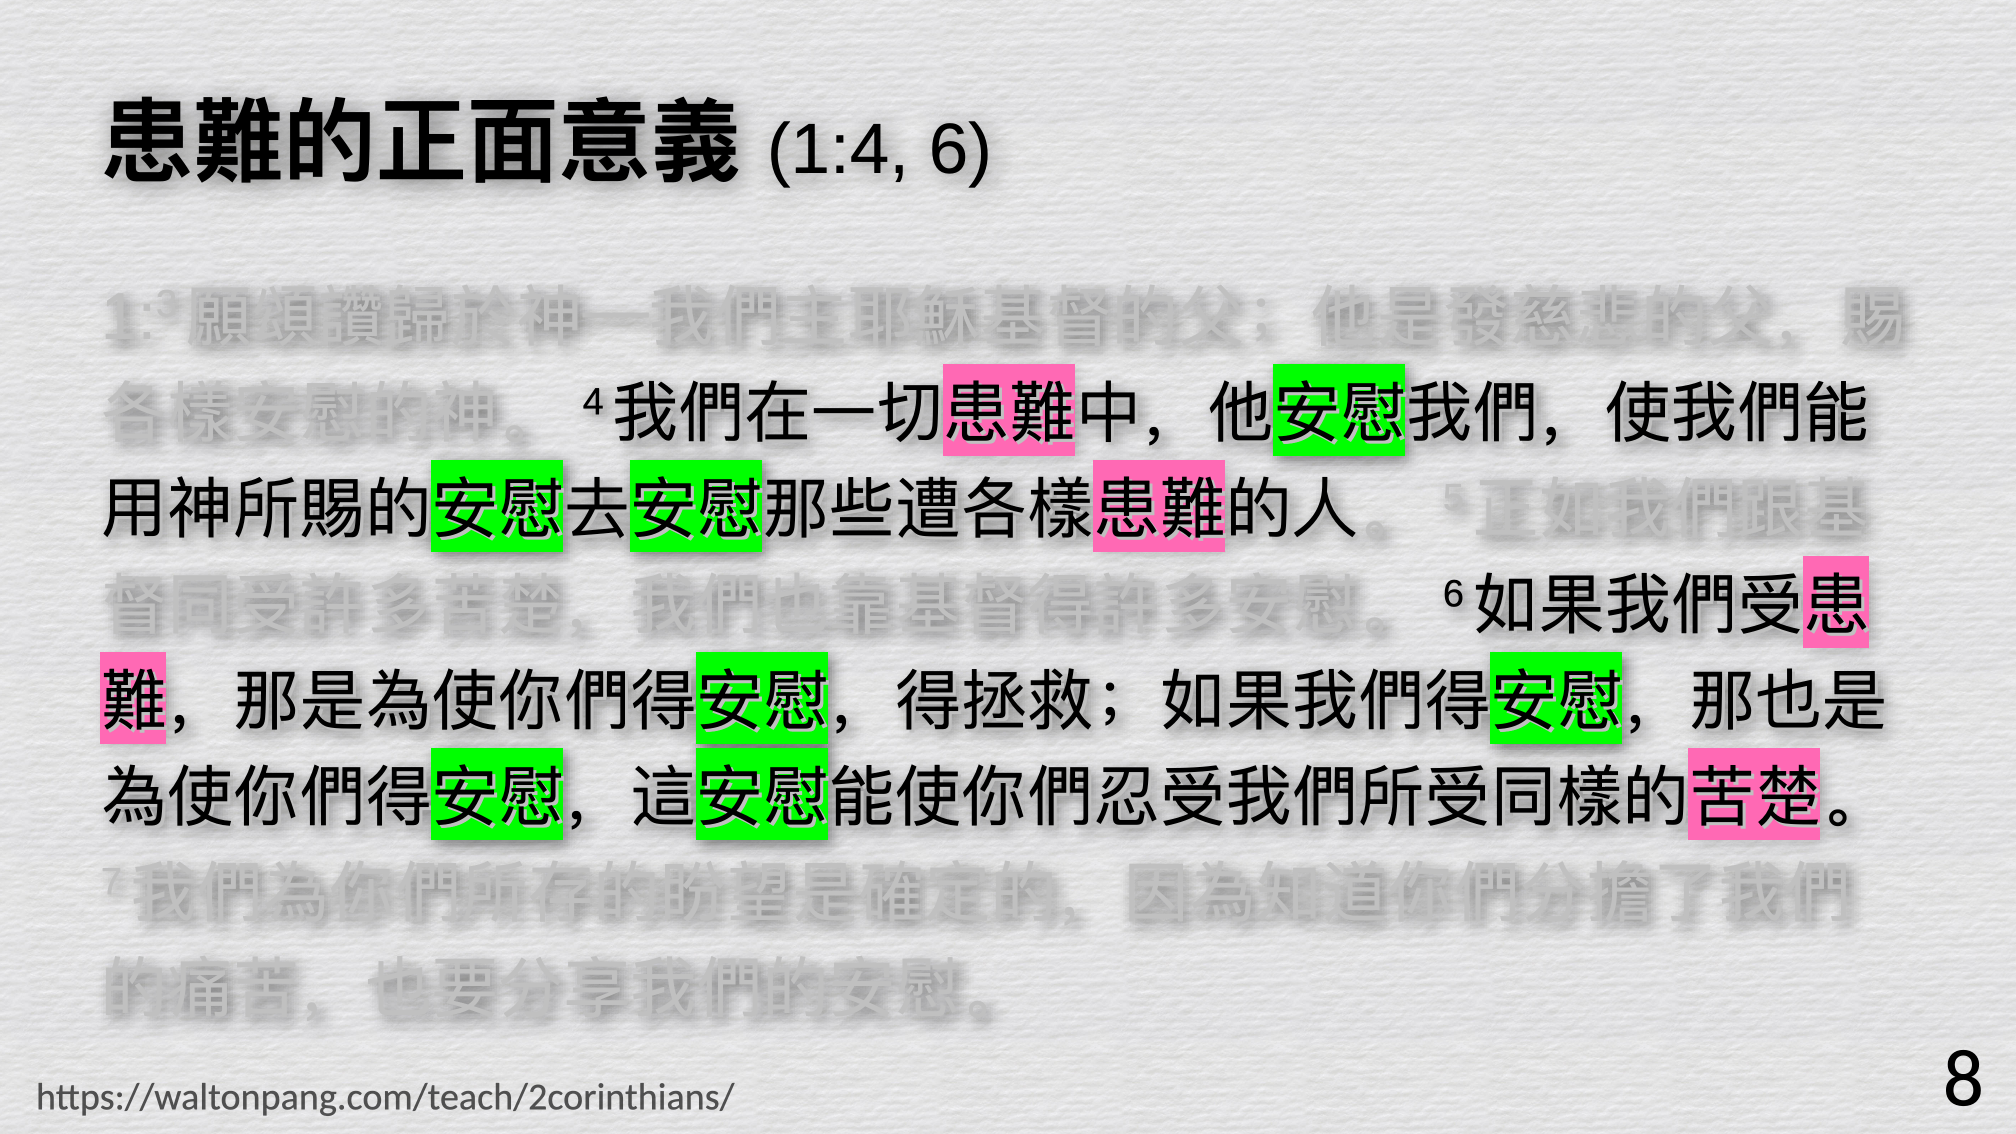 患難的正面意義 (1:4, 6)
1:3 願頌讚歸於神—我們主耶穌基督的父；他是發慈悲的父，賜
各樣安慰的神。 4 我們在一切患難中，他安慰我們，使我們能
用神所賜的安慰去安慰那些遭各樣患難的人。 5 正如我們跟基
督同受許多苦楚，我們也靠基督得許多安慰。 6 如果我們受患
難，那是為使你們得安慰，得拯救；如果我們得安慰，那也是
為使你們得安慰，這安慰能使你們忍受我們所受同樣的苦楚。
7 我們為你們所存的盼望是確定的，因為知道你們分擔了我們
的痛苦，也要分享我們的安慰。
https://waltonpang.com/teach/2corinthians/
8